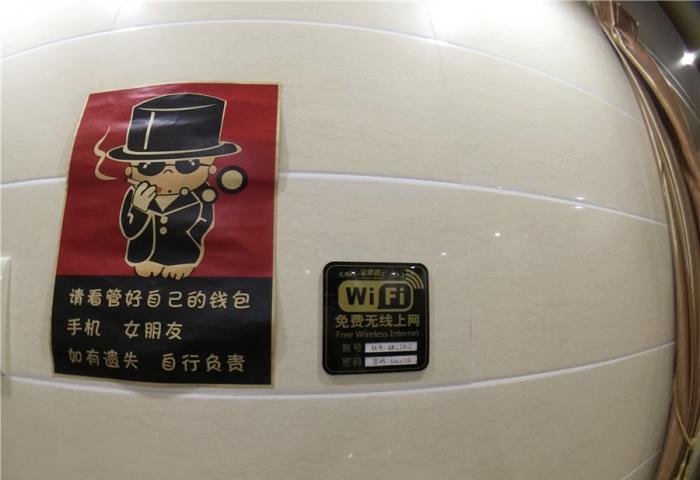 请看管好自己的钱包
手机 女朋友
如有遗失 自行负责
WiFi
免费无线上网
Free Wireless Internet
账号
密码